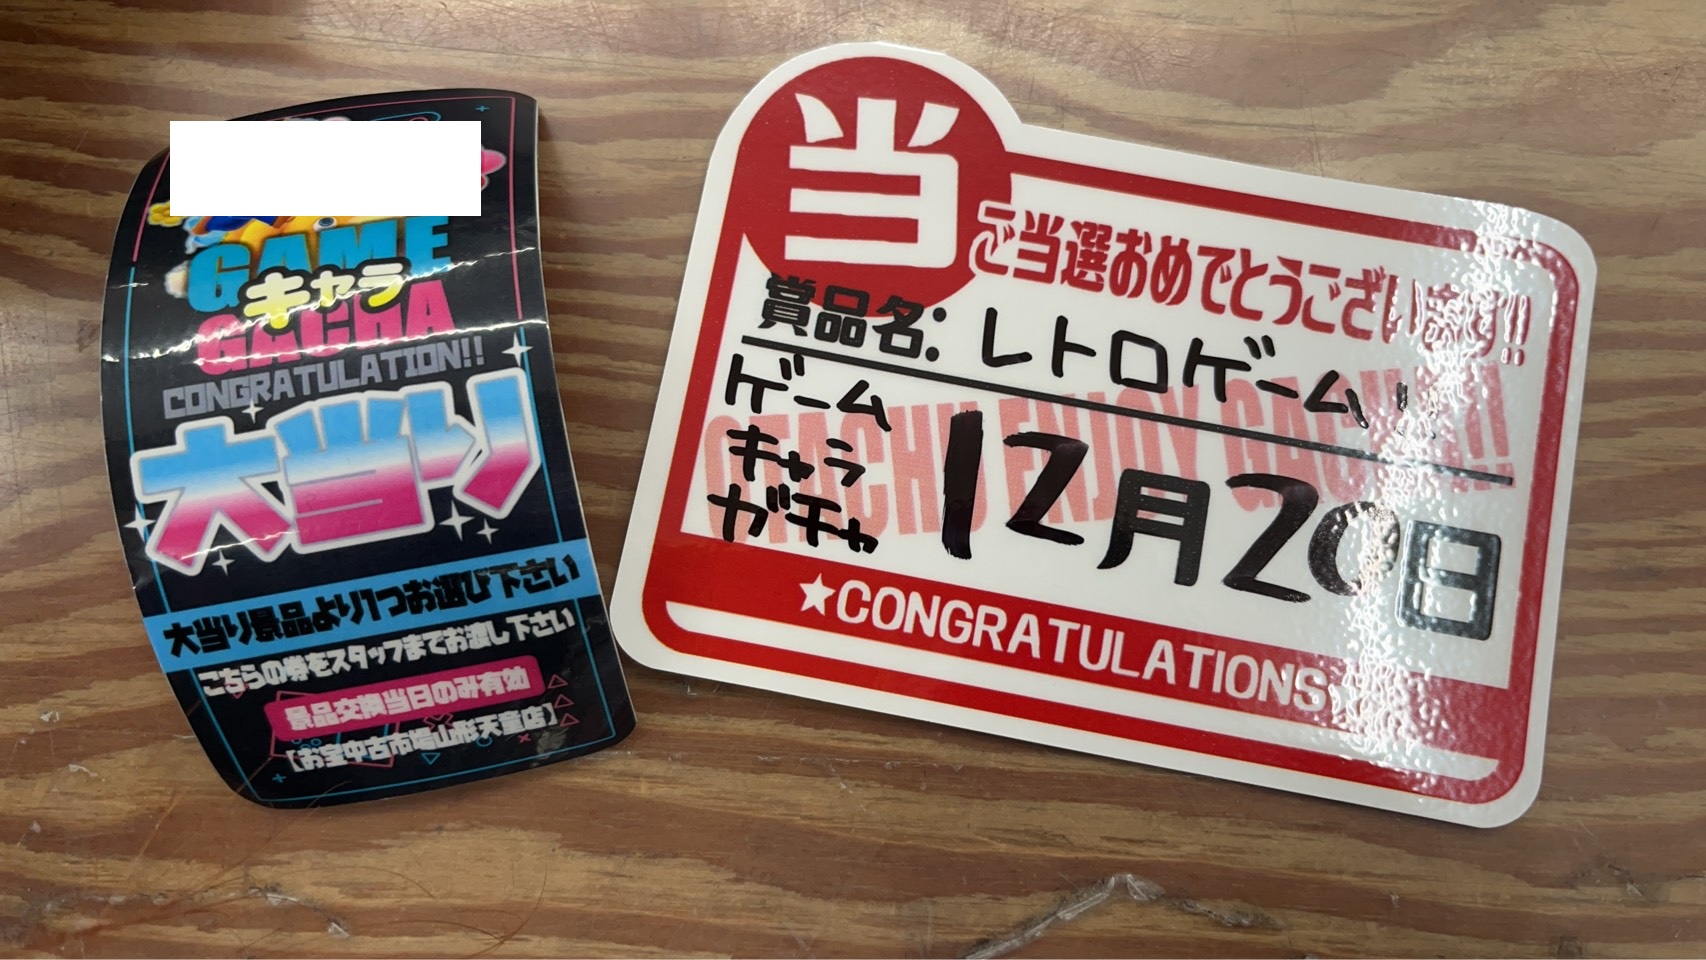 GAME
キャラ
GACHA
CONGRATULATION!!
大当り
大当り景品より1つお選び下さい
こちらの券をスタッフまでお渡し下さい
景品交換当日のみ有効
[お宝中古市場山形天童店]
当
ご当選おめでとうございます!!
賞品名:レトロゲーム!
ゲーム
キャラ
ガチャ
12月20日
OTACHU ENJOY GACHA!!
★CONGRATULATIONS